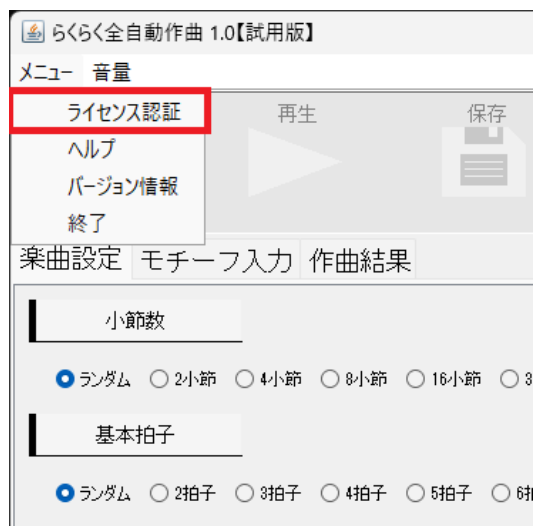 らくらく全自動作曲 1.0【試用版】
メニュー 音量
ライセンス認証
ヘルプ
バージョン情報
終了
再生
保存
楽曲設定 モチーフ入力 作曲結果
小節数
ランダム 2小節 4小節 8小節 16小節 3
基本拍子
ランダム 2拍子 3拍子 4拍子 5拍子